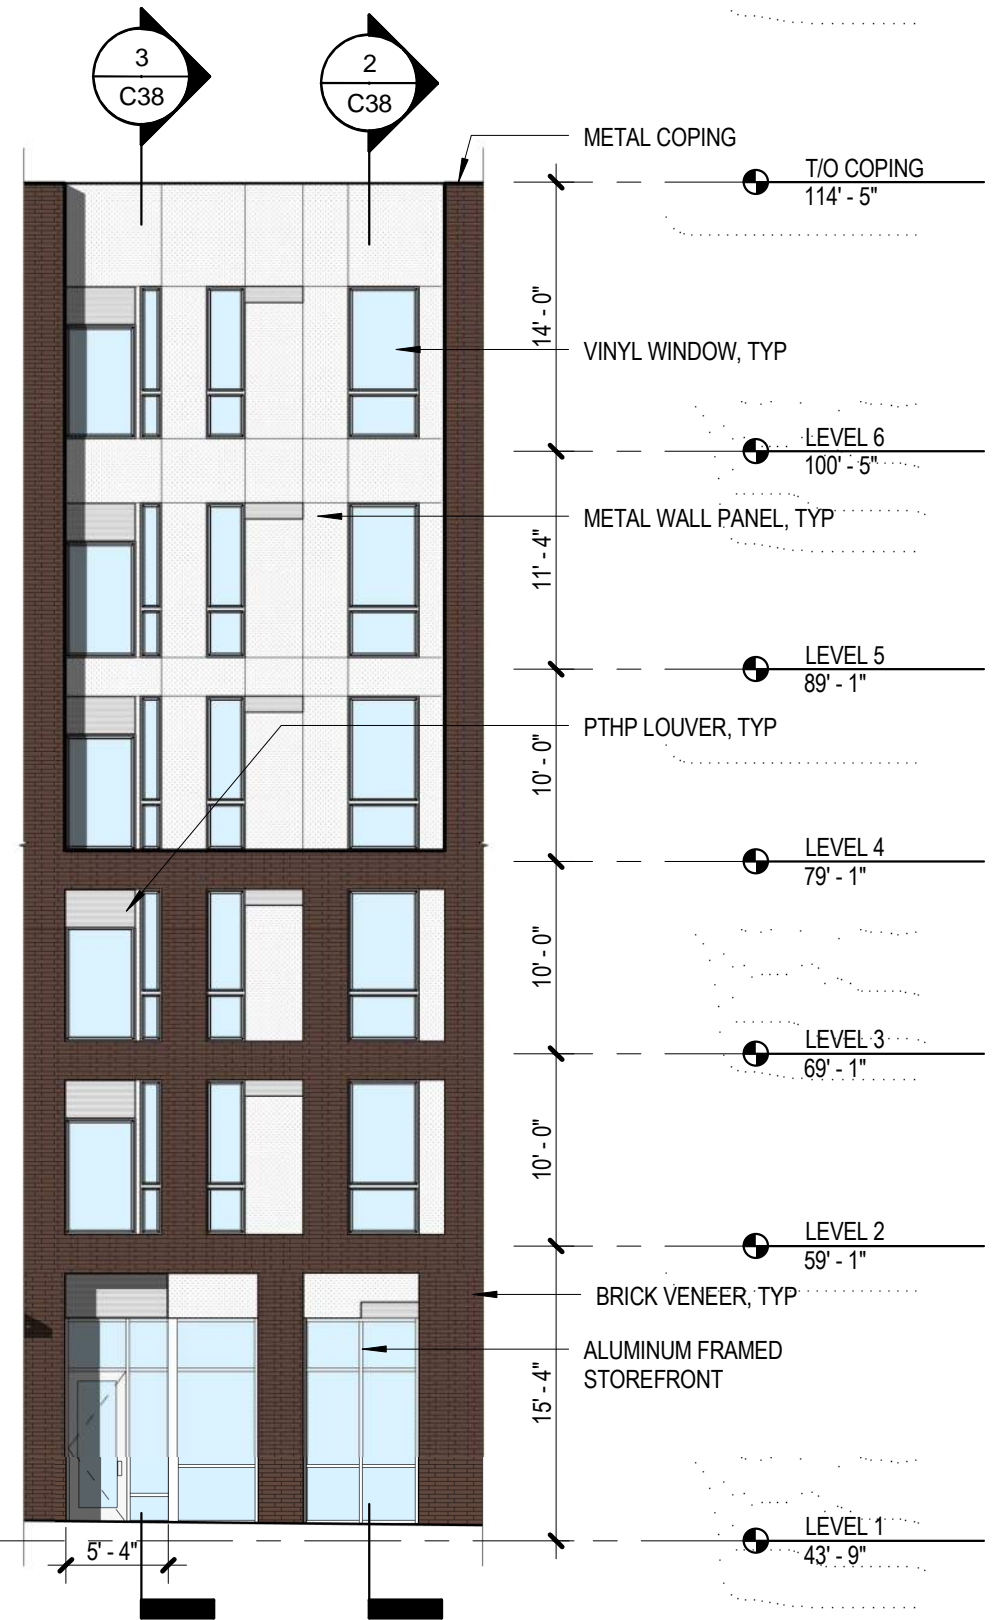 3
C38
2
C38
METAL COPING
T/O COPING
114' - 5"
14' - 0"
VINYL WINDOW, TYP
LEVEL 6
100' - 5"
METAL WALL PANEL, TYP
11' - 4"
LEVEL 5
89' - 1"
PTHP LOUVER, TYP
10' - 0"
LEVEL 4
79' - 1"
10' - 0"
LEVEL 3
69' - 1"
10' - 0"
LEVEL 2
59' - 1"
BRICK VENEER, TYP
ALUMINUM FRAMED
STOREFRONT
15' - 4"
LEVEL 1
43' - 9"
5' - 4"